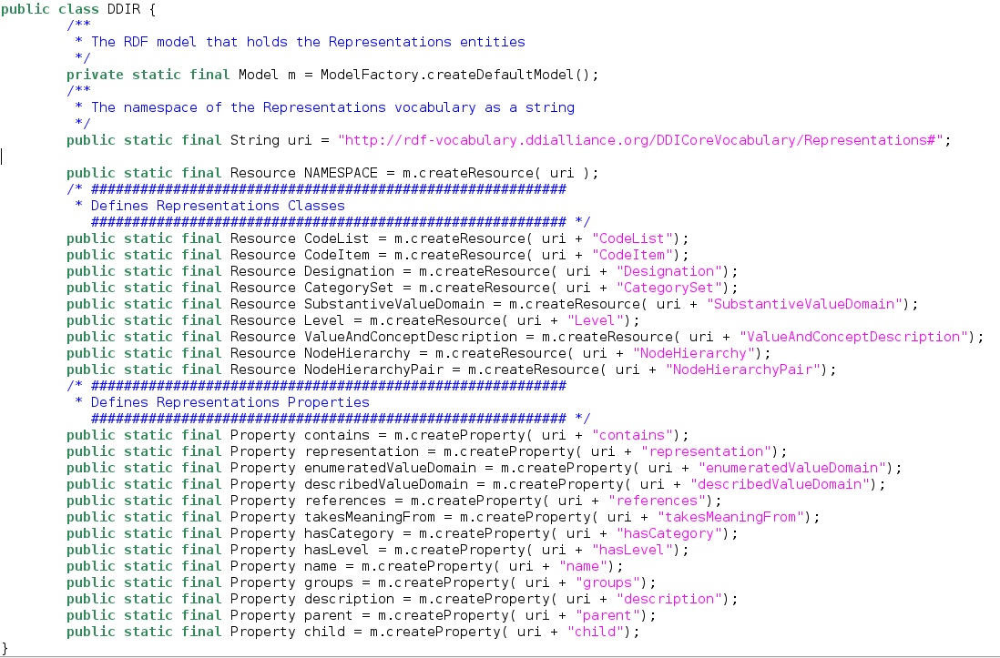 public class DDIR {
/**
* The RDF model that holds the Representations entities
*/
private static final Model m = ModelFactory.createDefaultModel();
/**
* The namespace of the Representations vocabulary as a string
*/
public static final String uri = "http://rdf-vocabulary.ddialliance.org/DDICoreVocabulary/Representations#";
public static final Resource NAMESPACE = m.createResource( uri );
/* ##########################################################
* Defines Representations Classes
########################################################## */
public static final Resource CodeList = m.createResource( uri + "CodeList");
public static final Resource CodeItem = m.createResource( uri + "CodeItem");
public static final Resource Designation = m.createResource( uri + "Designation");
public static final Resource CategorySet = m.createResource( uri + "CategorySet");
public static final Resource SubstantiveValueDomain = m.createResource( uri + "SubstantiveValueDomain");
public static final Resource Level = m.createResource( uri + "Level");
public static final Resource ValueAndConceptDescription = m.createResource( uri + "ValueAndConceptDescription");
public static final Resource NodeHierarchy = m.createResource( uri + "NodeHierarchy");
public static final Resource NodeHierarchyPair = m.createResource( uri + "NodeHierarchyPair");
/* ##########################################################
* Defines Representations Properties
########################################################## */
public static final Property contains = m.createProperty( uri + "contains");
public static final Property representation = m.createProperty( uri + "representation");
public static final Property enumeratedValueDomain = m.createProperty( uri + "enumeratedValueDomain");
public static final Property describedValueDomain = m.createProperty( uri + "describedValueDomain");
public static final Property references = m.createProperty( uri + "references");
public static final Property takesMeaningFrom = m.createProperty( uri + "takesMeaningFrom");
public static final Property hasCategory = m.createProperty( uri + "hasCategory");
public static final Property hasLevel = m.createProperty( uri + "hasLevel");
public static final Property name = m.createProperty( uri + "name");
public static final Property groups = m.createProperty( uri + "groups");
public static final Property description = m.createProperty( uri + "description");
public static final Property parent = m.createProperty( uri + "parent");
public static final Property child = m.createProperty( uri + "child");
}